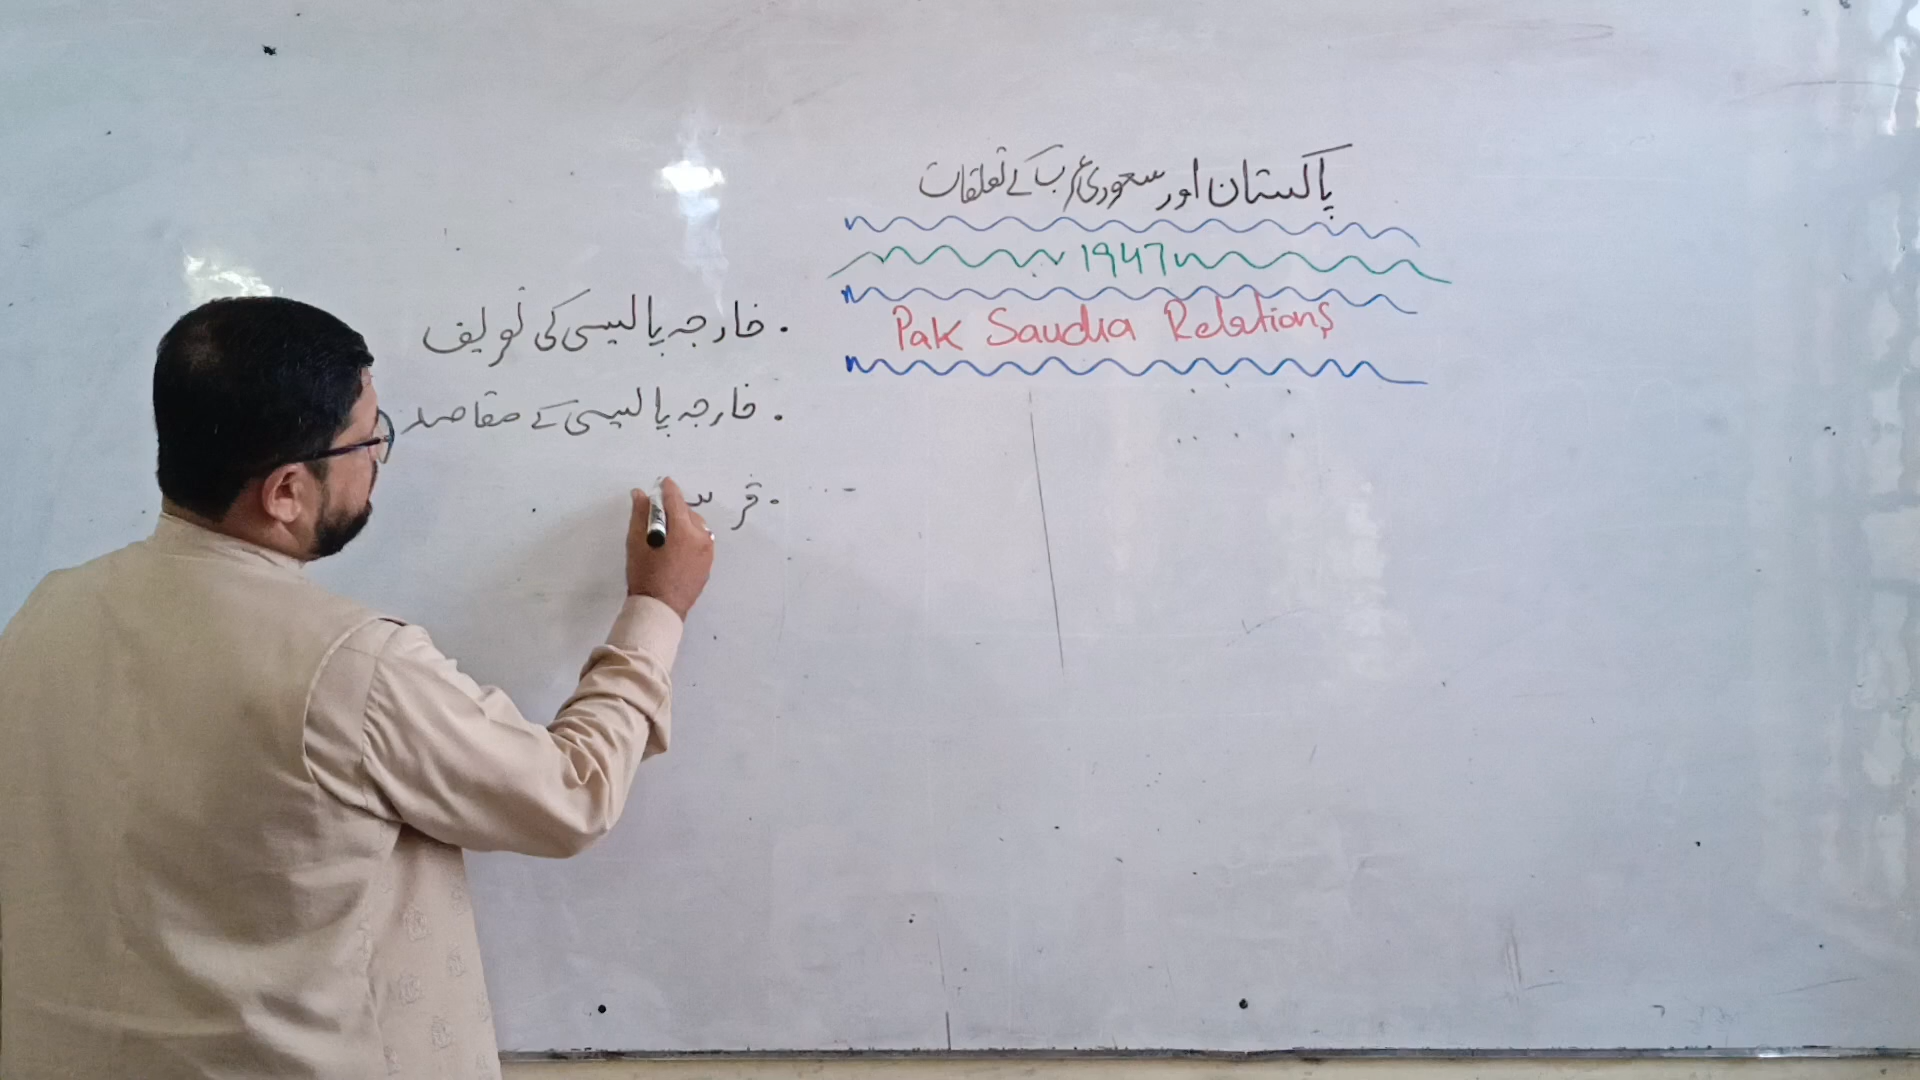 پاکستان اور سعودی عرب کے تعلقات
1947
Pak Saudia Relations
. خارجہ پالیسی کی تعریف
. خارجہ پالیسی کے مقاصد